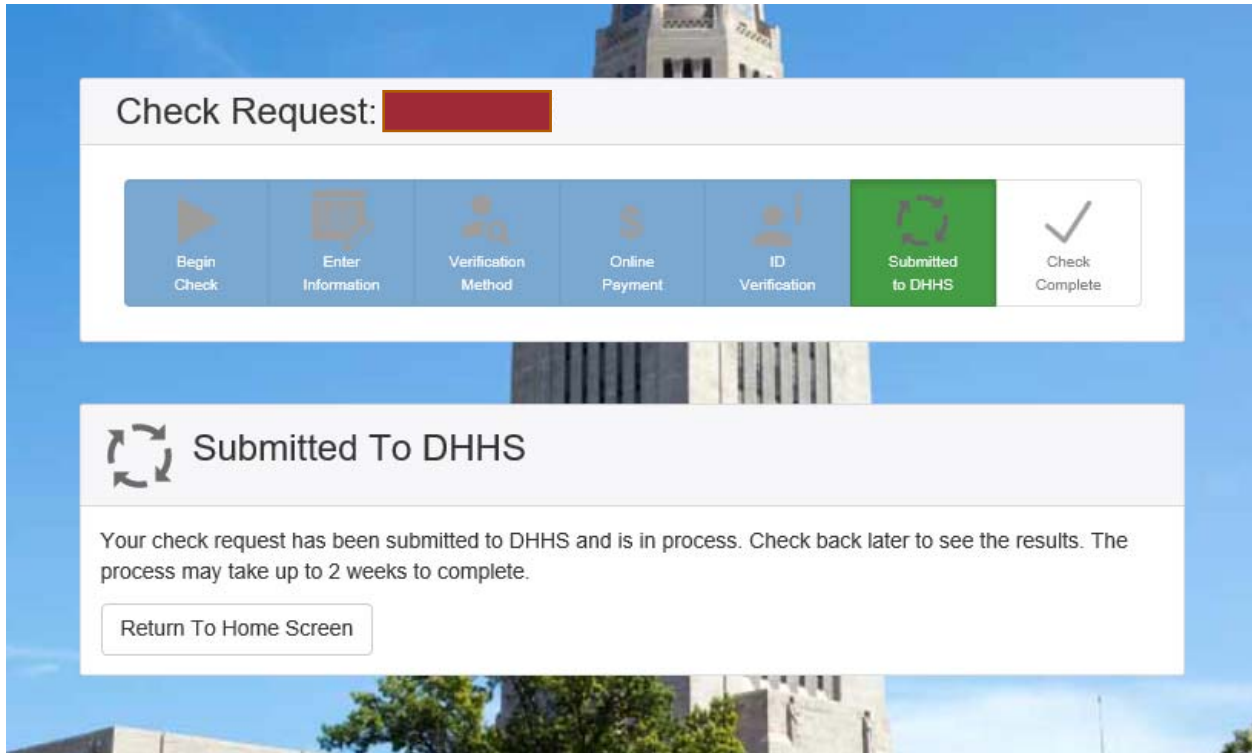 Check Request:
Begin Check
Enter Information
Verification Method
Online Payment
ID Verification
Submitted to DHHS
Check Complete
Submitted To DHHS
Your check request has been submitted to DHHS and is in process. Check back later to see the results. The
process may take up to 2 weeks to complete.
Return To Home Screen